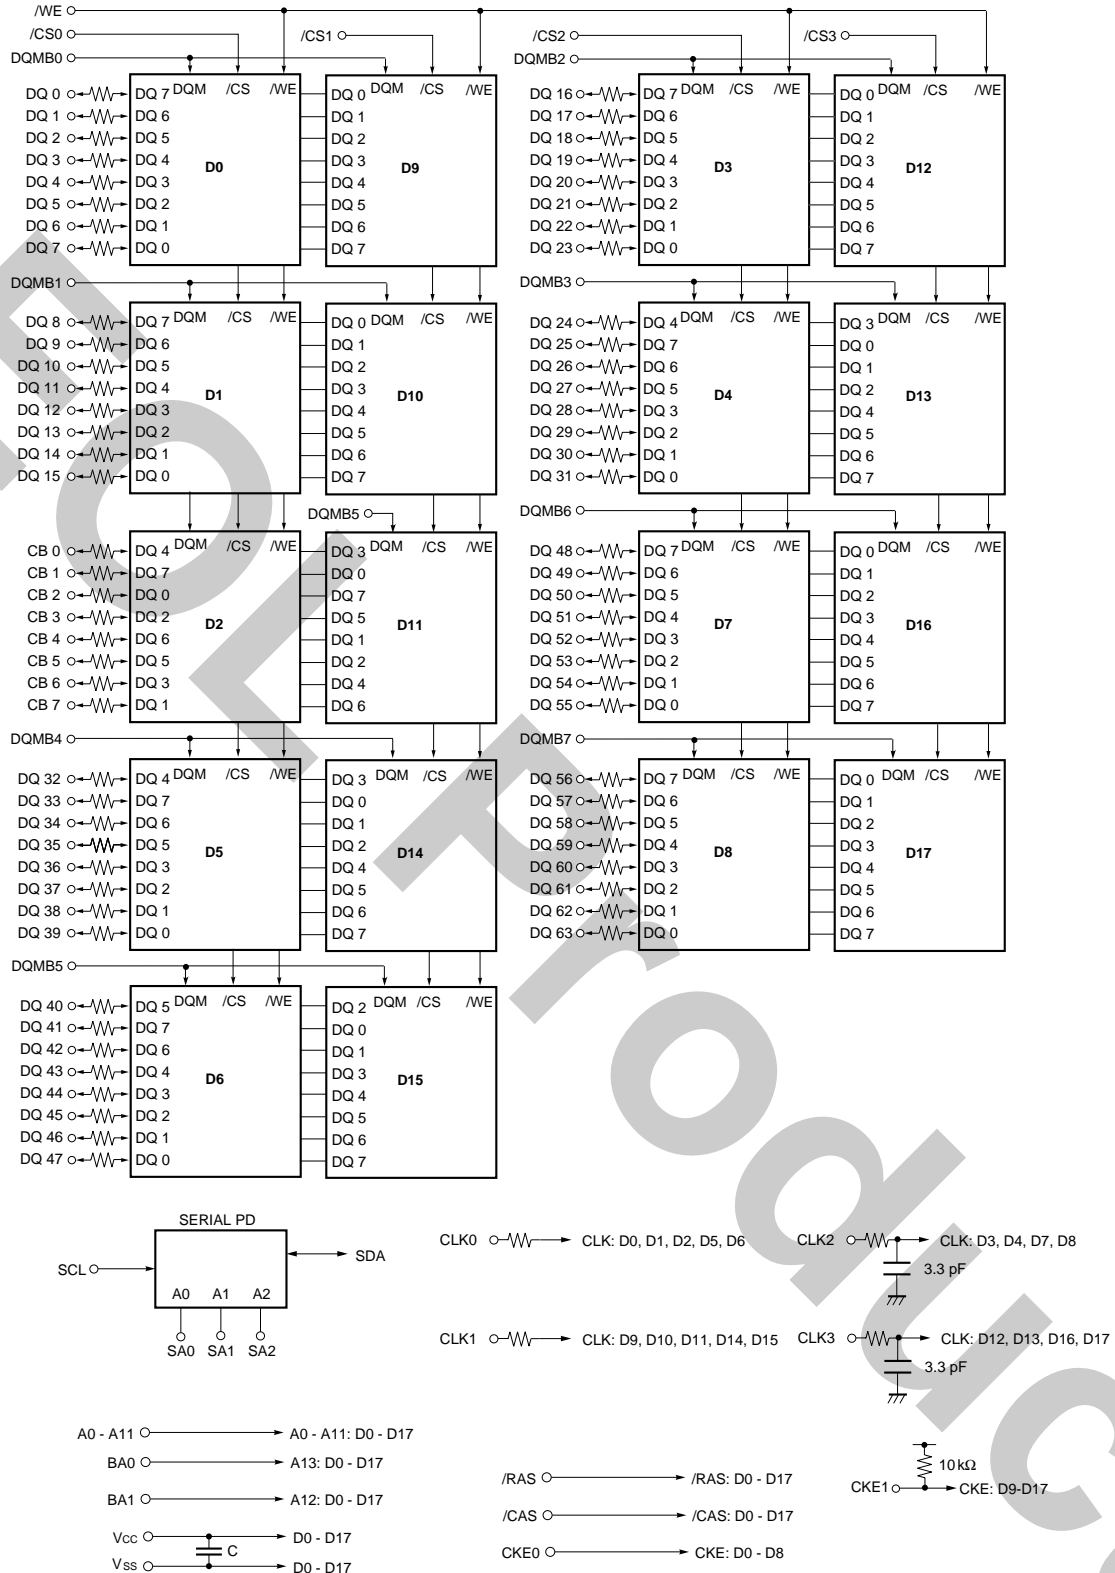 /WE
/CS0
/CS1
/CS2
/CS3
DQMB0
DQMB2
DQM /CS /WE
DQM /CS /WE
DQM /CS /WE
DQM /CS /WE
DQ 0 DQ 7 DQ 0 DQ 16 DQ 7 DQ 0
DQ 1 DQ 6 DQ 1 DQ 17 DQ 6 DQ 1
DQ 2 DQ 5 DQ 2 DQ 18 DQ 5 DQ 2
DQ 3 DQ 4 D0 DQ 3 D9 DQ 19 DQ 4 D3 DQ 3 D12
DQ 4 DQ 3 DQ 4 DQ 20 DQ 3 DQ 4
DQ 5 DQ 2 DQ 5 DQ 21 DQ 2 DQ 5
DQ 6 DQ 1 DQ 6 DQ 22 DQ 1 DQ 6
DQ 7 DQ 0 DQ 7 DQ 23 DQ 0 DQ 7
DQMB1 DQMB3
DQM /CS /WE DQM /CS /WE DQM /CS /WE DQM /CS /WE
DQ 8 DQ 7 DQ 0 DQ 24 DQ 4 DQ 3
DQ 9 DQ 6 DQ 1 DQ 25 DQ 7 DQ 0
DQ 10 DQ 5 DQ 2 DQ 26 DQ 6 DQ 1
DQ 11 DQ 4 D1 DQ 3 D10 DQ 27 DQ 5 D4 DQ 2 D13
DQ 12 DQ 3 DQ 4 DQ 28 DQ 3 DQ 4
DQ 13 DQ 2 DQ 5 DQ 29 DQ 2 DQ 5
DQ 14 DQ 1 DQ 6 DQ 30 DQ 1 DQ 6
DQ 15 DQ 0 DQ 7 DQ 31 DQ 0 DQ 7
DQMB5 DQMB6
DQM /CS /WE DQM /CS /WE DQM /CS /WE DQM /CS /WE
CB 0 DQ 4 DQ 3 DQ 48 DQ 7 DQ 0
CB 1 DQ 7 DQ 0 DQ 49 DQ 6 DQ 1
CB 2 DQ 0 DQ 7 DQ 50 DQ 5 DQ 2
CB 3 DQ 2 D2 DQ 5 D11 DQ 51 DQ 4 D7 DQ 3 D16
CB 4 DQ 6 DQ 1 DQ 52 DQ 3 DQ 4
CB 5 DQ 5 DQ 2 DQ 53 DQ 2 DQ 5
CB 6 DQ 3 DQ 4 DQ 54 DQ 1 DQ 6
CB 7 DQ 1 DQ 6 DQ 55 DQ 0 DQ 7
DQMB4 DQMB7
DQM /CS /WE DQM /CS /WE DQM /CS /WE DQM /CS /WE
DQ 32 DQ 4 DQ 3 DQ 56 DQ 7 DQ 0
DQ 33 DQ 7 DQ 0 DQ 57 DQ 6 DQ 1
DQ 34 DQ 6 DQ 1 DQ 58 DQ 5 DQ 2
DQ 35 DQ 5 D5 DQ 2 D14 DQ 59 DQ 4 D8 DQ 3 D17
DQ 36 DQ 3 DQ 4 DQ 60 DQ 3 DQ 4
DQ 37 DQ 2 DQ 5 DQ 61 DQ 2 DQ 5
DQ 38 DQ 1 DQ 6 DQ 62 DQ 1 DQ 6
DQ 39 DQ 0 DQ 7 DQ 63 DQ 0 DQ 7
DQMB5
DQM /CS /WE DQM /CS /WE
DQ 40 DQ 5 DQ 2
DQ 41 DQ 7 DQ 0
DQ 42 DQ 6 DQ 1
DQ 43 DQ 4 D6 DQ 3 D15
DQ 44 DQ 3 DQ 4
DQ 45 DQ 2 DQ 5
DQ 46 DQ 1 DQ 6
DQ 47 DQ 0 DQ 7
SERIAL PD
SCL SDA
A0 A1 A2
SA0 SA1 SA2
CLK0 CLK: D0, D1, D2, D5, D6
CLK2 CLK: D3, D4, D7, D8
3.3 pF
CLK1 CLK: D9, D10, D11, D14, D15
CLK3 CLK: D12, D13, D16, D17
3.3 pF
A0 - A11 A0 - A11: D0 - D17
BA0 A13: D0 - D17
BA1 A12: D0 - D17
VCC D0 - D17
C
VSS D0 - D17
/RAS /RAS: D0 - D17
/CAS /CAS: D0 - D17
CKE0 CKE: D0 - D8
10 kΩ
CKE1 CKE: D9-D17
EOL Product